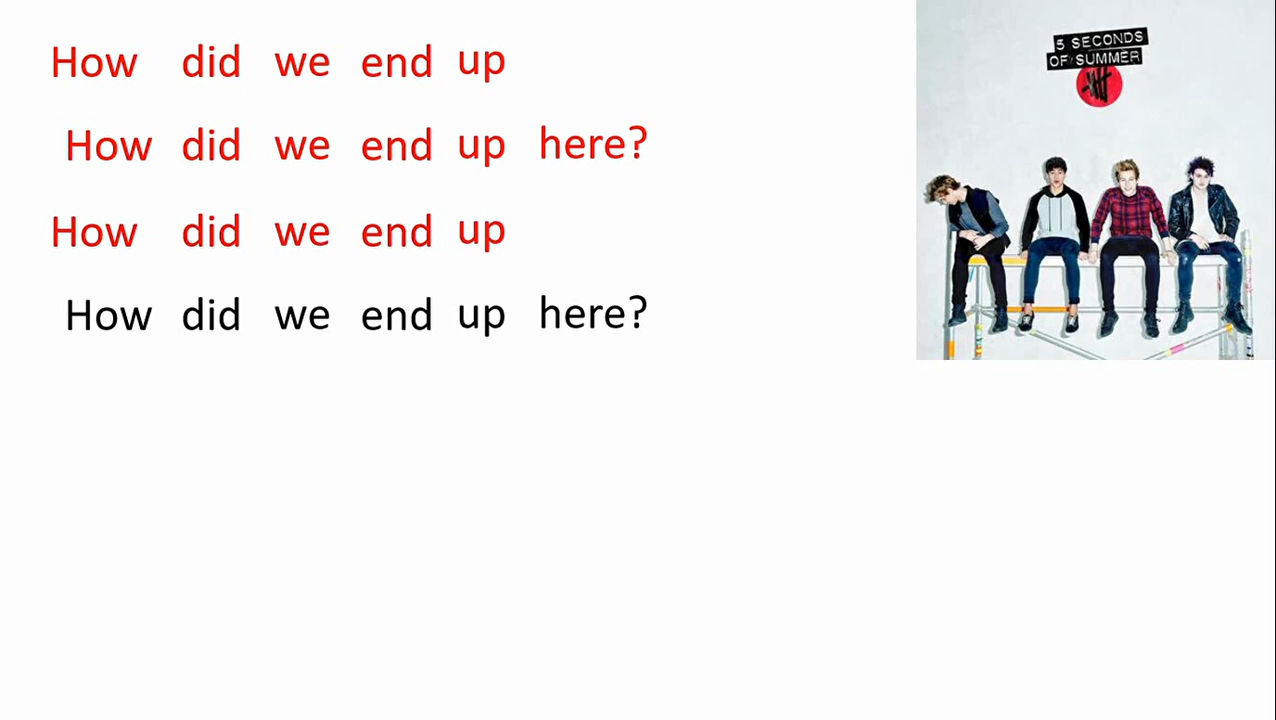 How did we end up
How did we end up here?
How did we end up
How did we end up here?
5 SECONDS
OF SUMMER